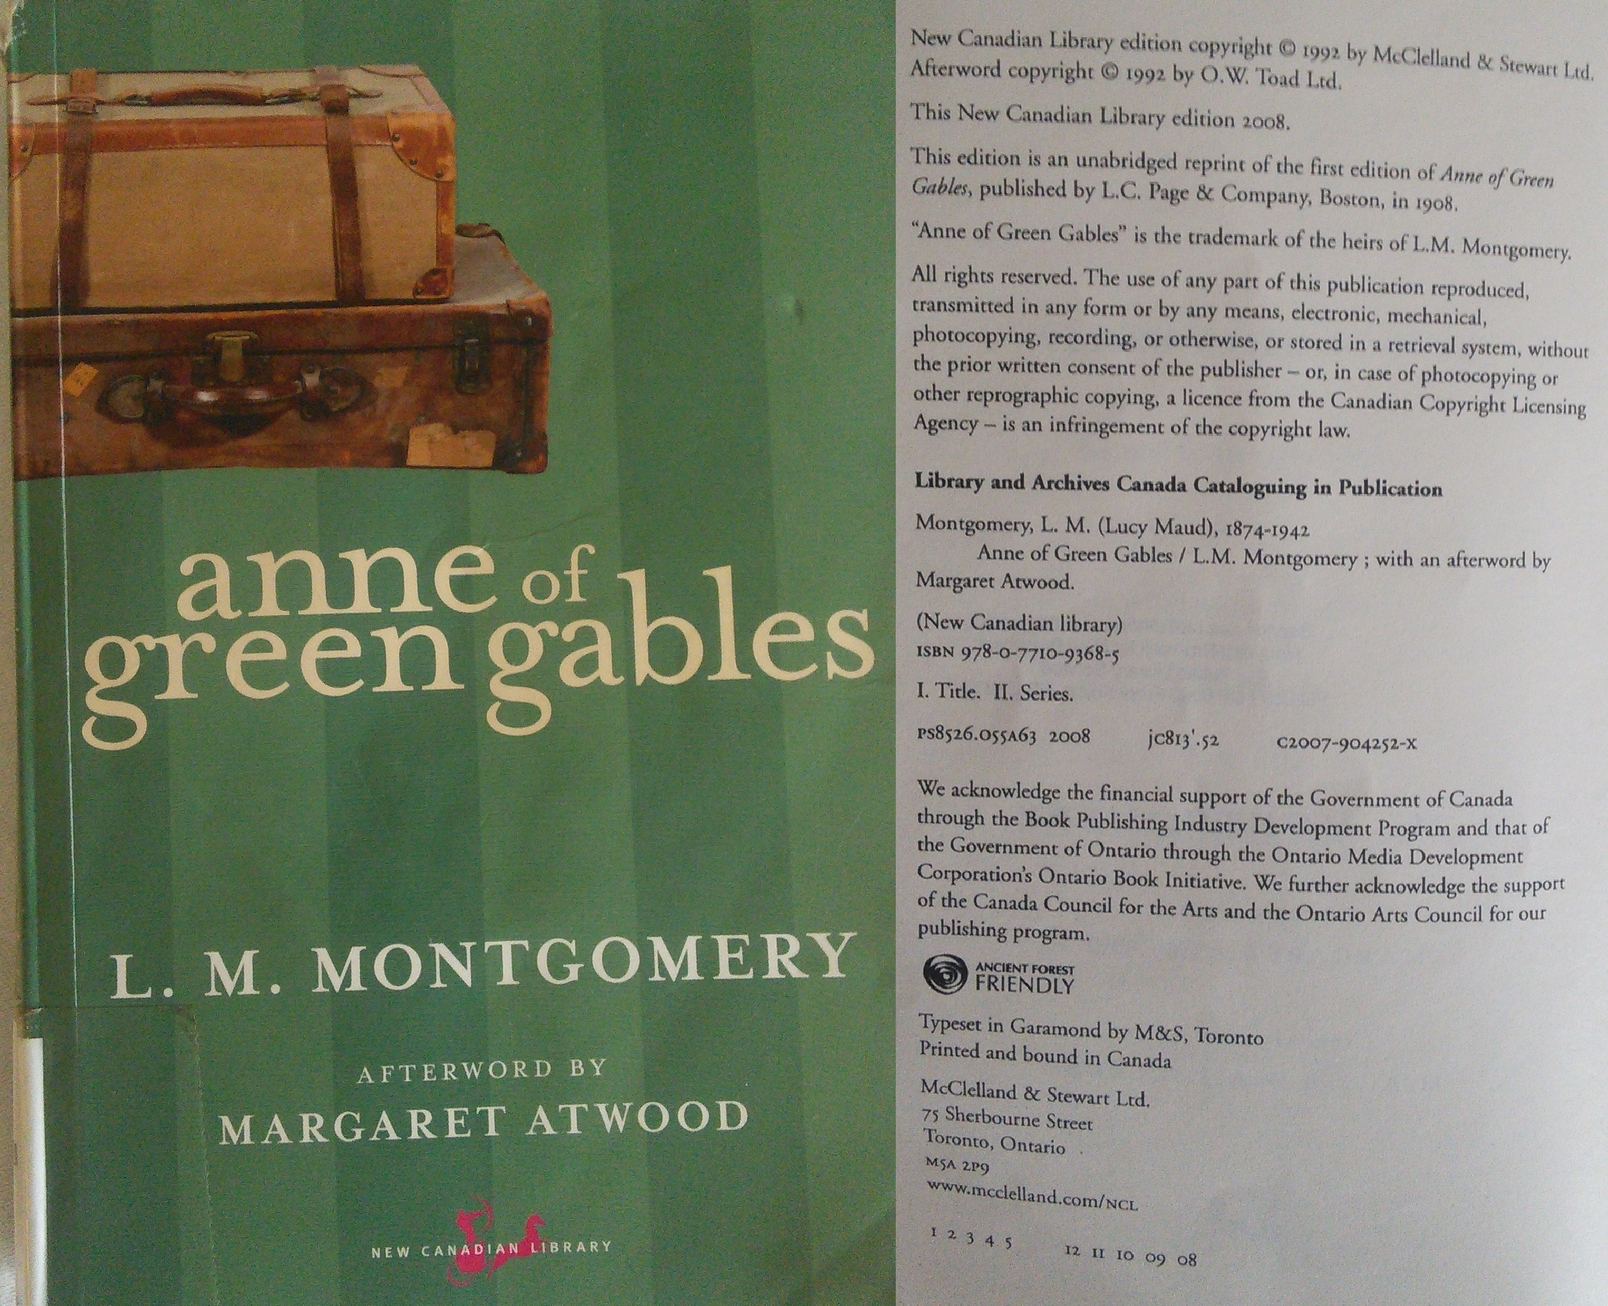 anne of
green gables
L. M. MONTGOMERY
AFTERWORD BY
MARGARET ATWOOD
NEW CANADIAN LIBRARY
New Canadian Library edition copyright © 1992 by McClelland & Stewart Ltd.
Afterword copyright © 1992 by O.W. Toad Ltd.
This New Canadian Library edition 2008.
This edition is an unabridged reprint of the first edition of Anne of Green
Gables, published by L.C. Page & Company, Boston, in 1908.
“Anne of Green Gables” is the trademark of the heirs of L.M. Montgomery.
All rights reserved. The use of any part of this publication reproduced,
transmitted in any form or by any means, electronic, mechanical,
photocopying, recording, or otherwise, or stored in a retrieval system, without
the prior written consent of the publisher – or, in case of photocopying or
other reprographic copying, a licence from the Canadian Copyright Licensing
Agency – is an infringement of the copyright law.
Library and Archives Canada Cataloguing in Publication
Montgomery, L. M. (Lucy Maud), 1874-1942
Anne of Green Gables / L.M. Montgomery ; with an afterword by
Margaret Atwood.
(New Canadian library)
ISBN 978-0-7710-9368-5
I. Title. II. Series.
PS8526.O55A63 2008 jC813'.52 C2007-904252-X
We acknowledge the financial support of the Government of Canada
through the Book Publishing Industry Development Program and that of
the Government of Ontario through the Ontario Media Development
Corporation's Ontario Book Initiative. We further acknowledge the support
of the Canada Council for the Arts and the Ontario Arts Council for our
publishing program.
ANCIENT FOREST
FRIENDLY
Typeset in Garamond by M&S, Toronto
Printed and bound in Canada
McClelland & Stewart Ltd.
75 Sherbourne Street
Toronto, Ontario
M5A 2P9
www.mcclelland.com/NCL
1 2 3 4 5 12 11 10 09 08